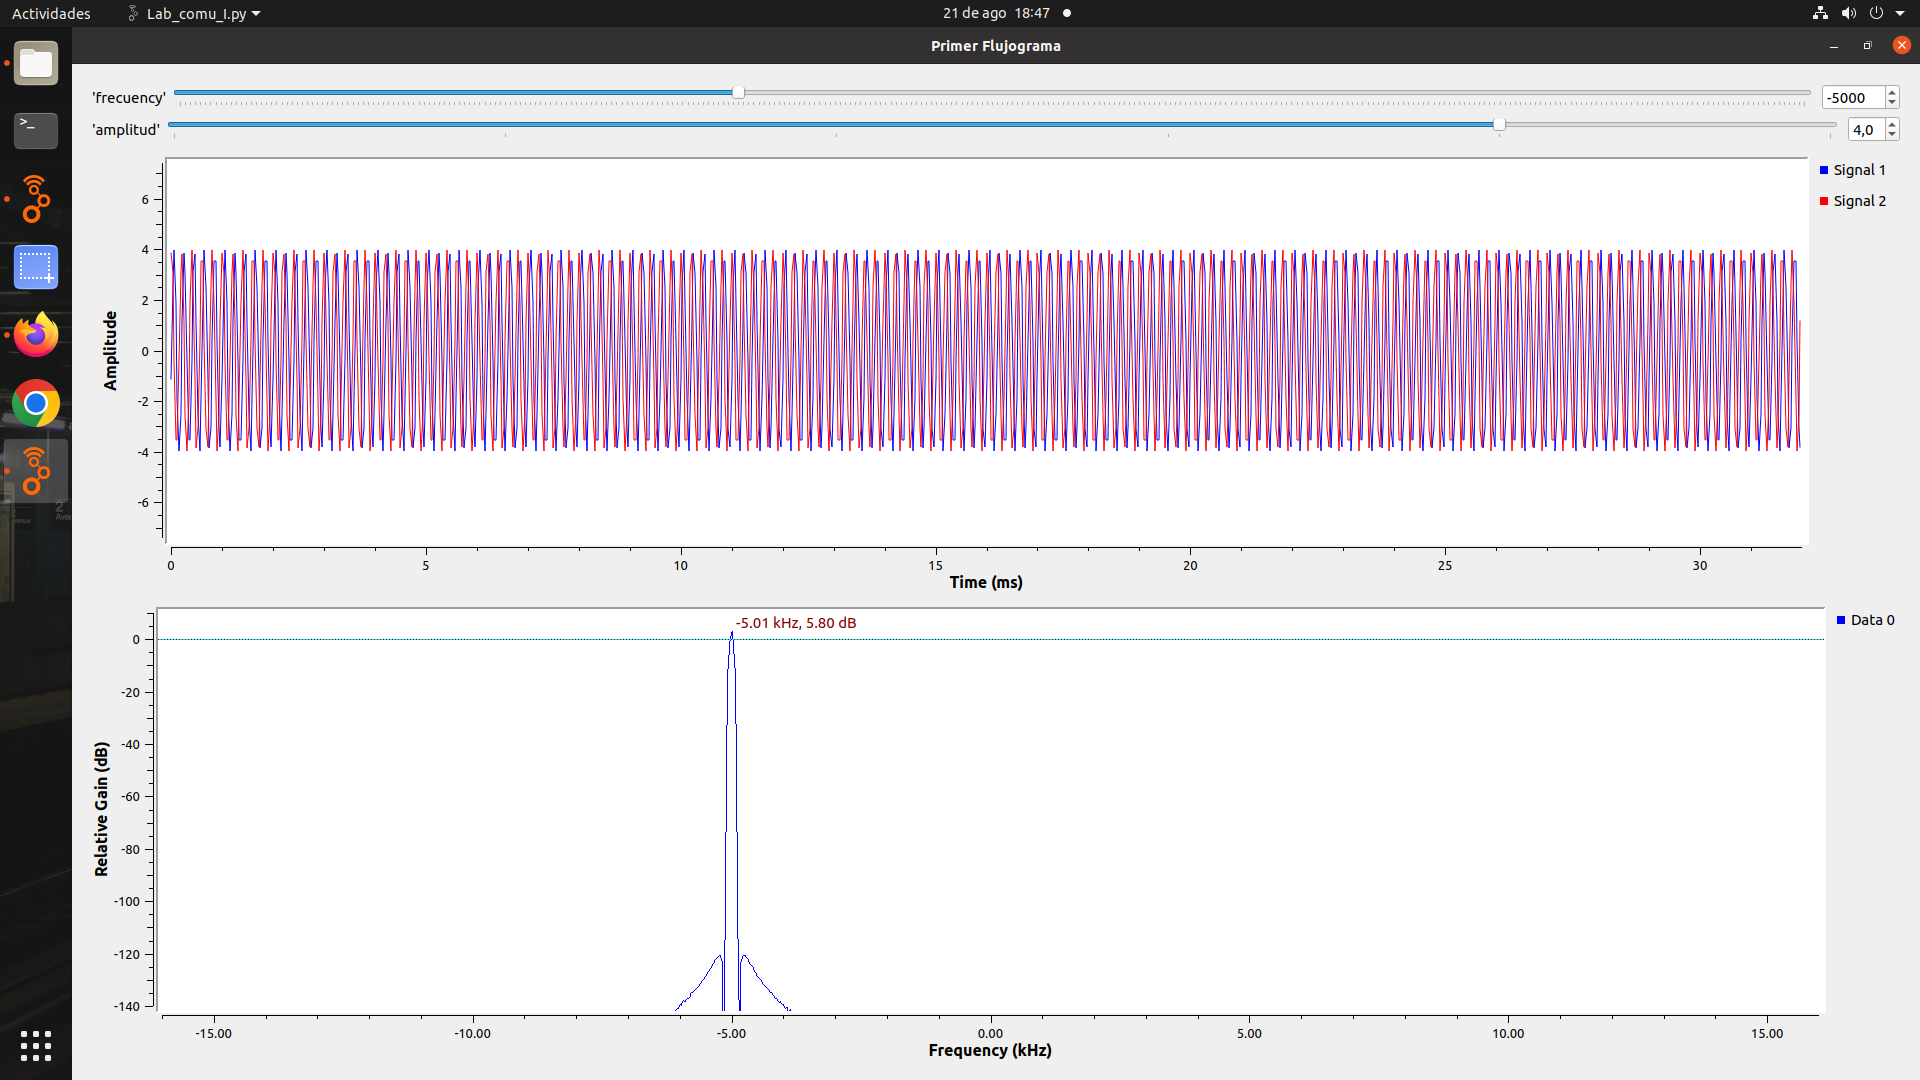 Actividades Lab_comu_I.py 21 de ago 18:47
Primer Flujograma
'frecuency' -5000
'amplitud' 4,0
Signal 1
Signal 2
6
4
2
0
-2
-4
-6
Amplitude
0 5 10 15 20 25 30
Time (ms)
-5.01 kHz, 5.80 dB
Data 0
0
-20
-40
-60
-80
-100
-120
-140
Relative Gain (dB)
-15.00 -10.00 -5.00 0.00 5.00 10.00 15.00
Frequency (kHz)